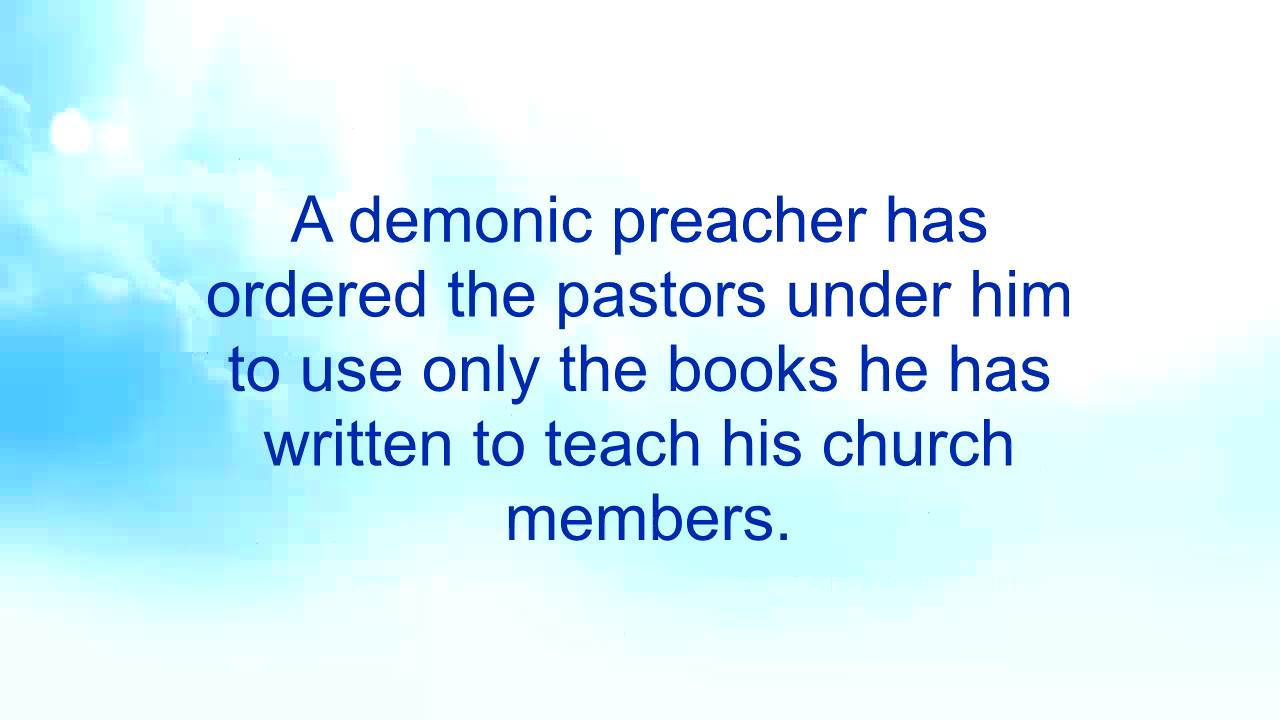 A demonic preacher has
ordered the pastors under him
to use only the books he has
written to teach his church
members.